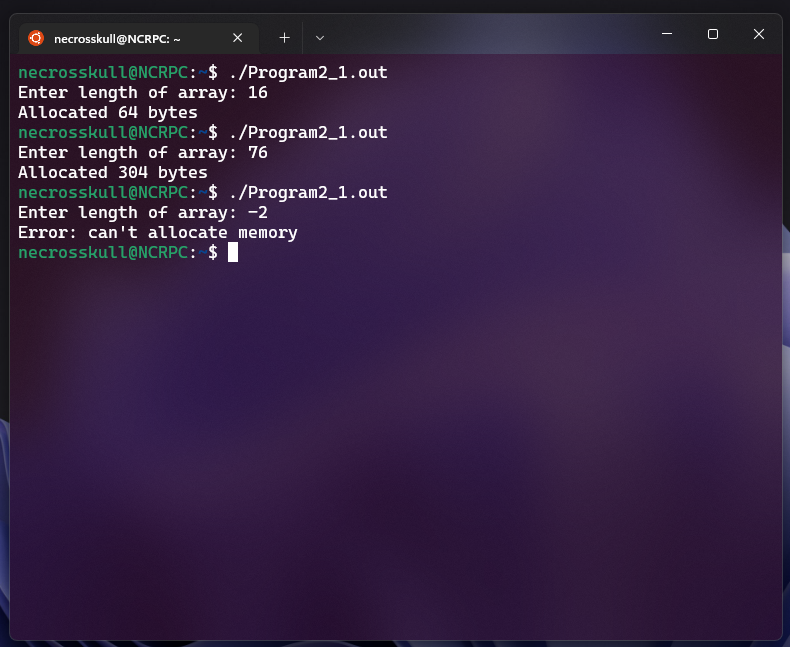 necrosskull@NCRPC: ~
necrosskull@NCRPC:~$ ./Program2_1.out
Enter length of array: 16
Allocated 64 bytes
necrosskull@NCRPC:~$ ./Program2_1.out
Enter length of array: 76
Allocated 304 bytes
necrosskull@NCRPC:~$ ./Program2_1.out
Enter length of array: -2
Error: can't allocate memory
necrosskull@NCRPC:~$